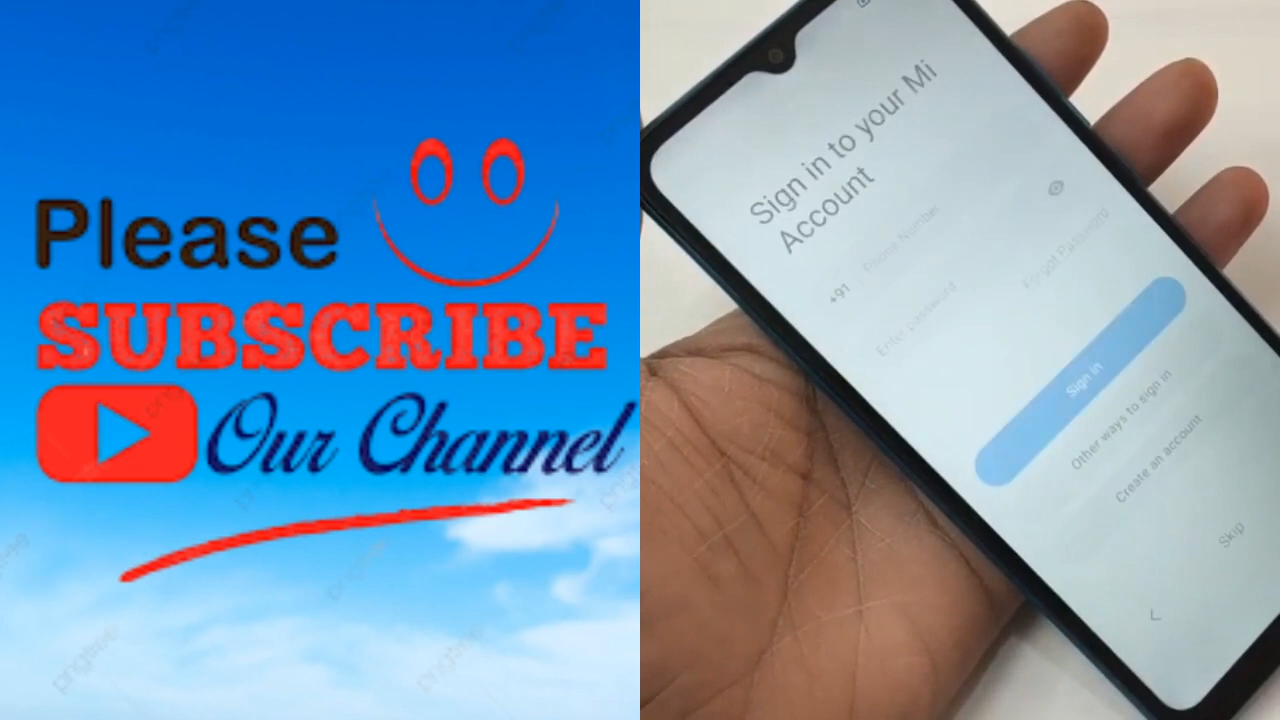 Please
SUBSCRIBE
Our Channel
Sign in to your Mi
Account
+91 Phone Number
Enter password
Forgot Password
Sign in
Other ways to sign in
Create an account
Skip
pngtree